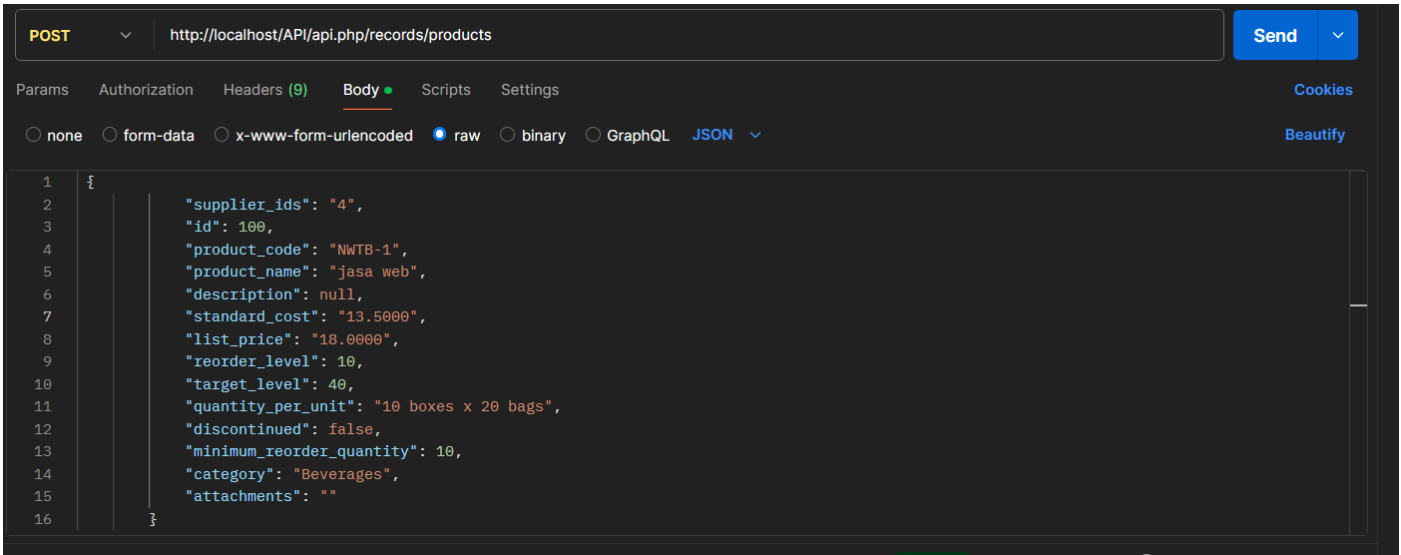 POST http://localhost/API/api.php/records/products Send
Params Authorization Headers (9) Body Scripts Settings Cookies
none form-data x-www-form-urlencoded raw binary GraphQL JSON Beautify
1 {
2 "supplier_ids": "4",
3 "id": 100,
4 "product_code": "NWTB-1",
5 "product_name": "jasa web",
6 "description": null,
7 "standard_cost": "13.5000",
8 "list_price": "18.0000",
9 "reorder_level": 10,
10 "target_level": 40,
11 "quantity_per_unit": "10 boxes x 20 bags",
12 "discontinued": false,
13 "minimum_reorder_quantity": 10,
14 "category": "Beverages",
15 "attachments": ""
16 }